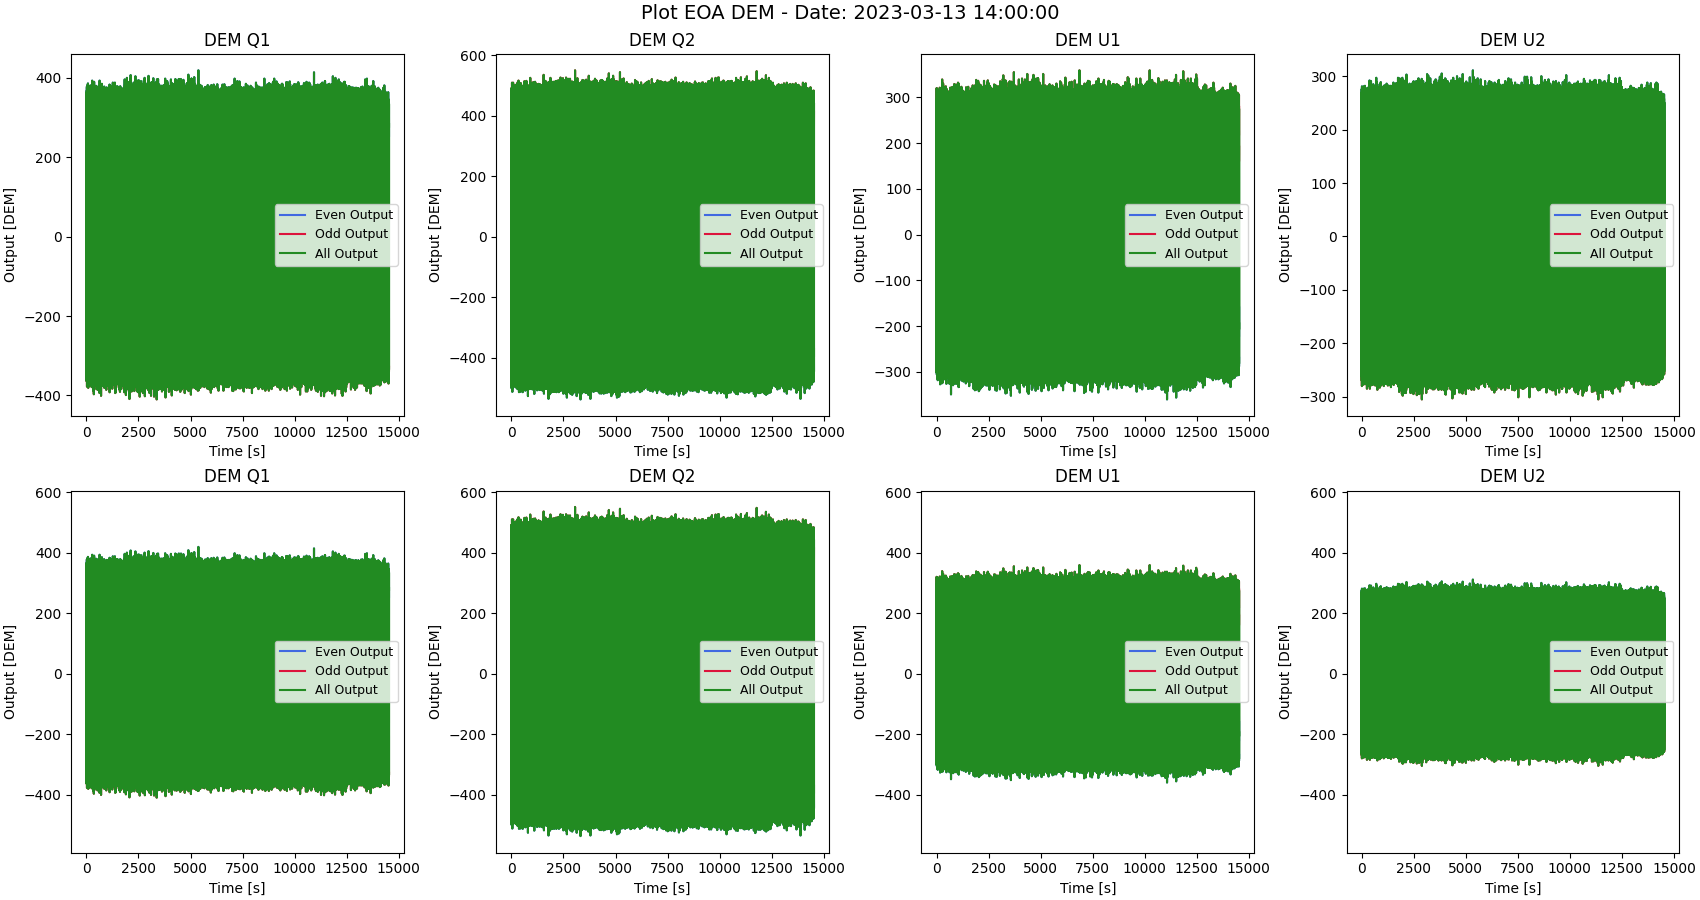 Plot EOA DEM - Date: 2023-03-13 14:00:00
DEM Q1
Output [DEM]
400
200
0
−200
−400
Even Output
Odd Output
All Output
0 2500 5000 7500 10000 12500 15000
Time [s]
DEM Q2
Output [DEM]
600
400
200
0
−200
−400
Even Output
Odd Output
All Output
0 2500 5000 7500 10000 12500 15000
Time [s]
DEM U1
Output [DEM]
300
200
100
0
−100
−200
−300
Even Output
Odd Output
All Output
0 2500 5000 7500 10000 12500 15000
Time [s]
DEM U2
Output [DEM]
300
200
100
0
−100
−200
−300
Even Output
Odd Output
All Output
0 2500 5000 7500 10000 12500 15000
Time [s]
DEM Q1
Output [DEM]
600
400
200
0
−200
−400
Even Output
Odd Output
All Output
0 2500 5000 7500 10000 12500 15000
Time [s]
DEM Q2
Output [DEM]
600
400
200
0
−200
−400
Even Output
Odd Output
All Output
0 2500 5000 7500 10000 12500 15000
Time [s]
DEM U1
Output [DEM]
600
400
200
0
−200
−400
Even Output
Odd Output
All Output
0 2500 5000 7500 10000 12500 15000
Time [s]
DEM U2
Output [DEM]
600
400
200
0
−200
−400
Even Output
Odd Output
All Output
0 2500 5000 7500 10000 12500 15000
Time [s]